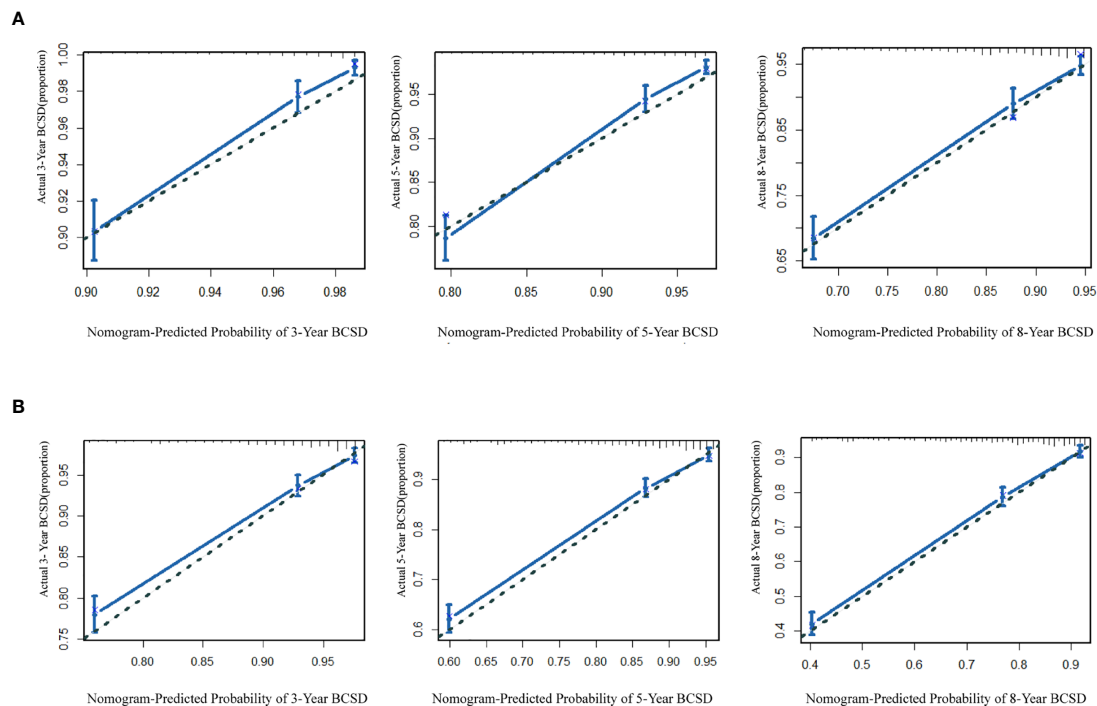 A
Actual 3-Year BCSD(proportion)
1.00
0.98
0.96
0.94
0.92
0.90
0.90 0.92 0.94 0.96 0.98
Nomogram-Predicted Probability of 3-Year BCSD
Actual 5-Year BCSD(proportion)
0.95
0.90
0.85
0.80
0.80 0.85 0.90 0.95
Nomogram-Predicted Probability of 5-Year BCSD
Actual 8-Year BCSD(proportion)
0.95
0.85
0.75
0.65
0.70 0.75 0.80 0.85 0.90 0.95
Nomogram-Predicted Probability of 8-Year BCSD
B
Actual 3- Year BCSD(proportion)
0.95
0.90
0.85
0.80
0.75
0.80 0.85 0.90 0.95
Nomogram-Predicted Probability of 3-Year BCSD
Actual 5-Year BCSD(proportion)
0.9
0.8
0.7
0.6
0.60 0.65 0.70 0.75 0.80 0.85 0.90 0.95
Nomogram-Predicted Probability of 5-Year BCSD
Actual 8-Year BCSD(proportion)
0.9
0.8
0.7
0.6
0.5
0.4
0.4 0.5 0.6 0.7 0.8 0.9
Nomogram-Predicted Probability of 8-Year BCSD